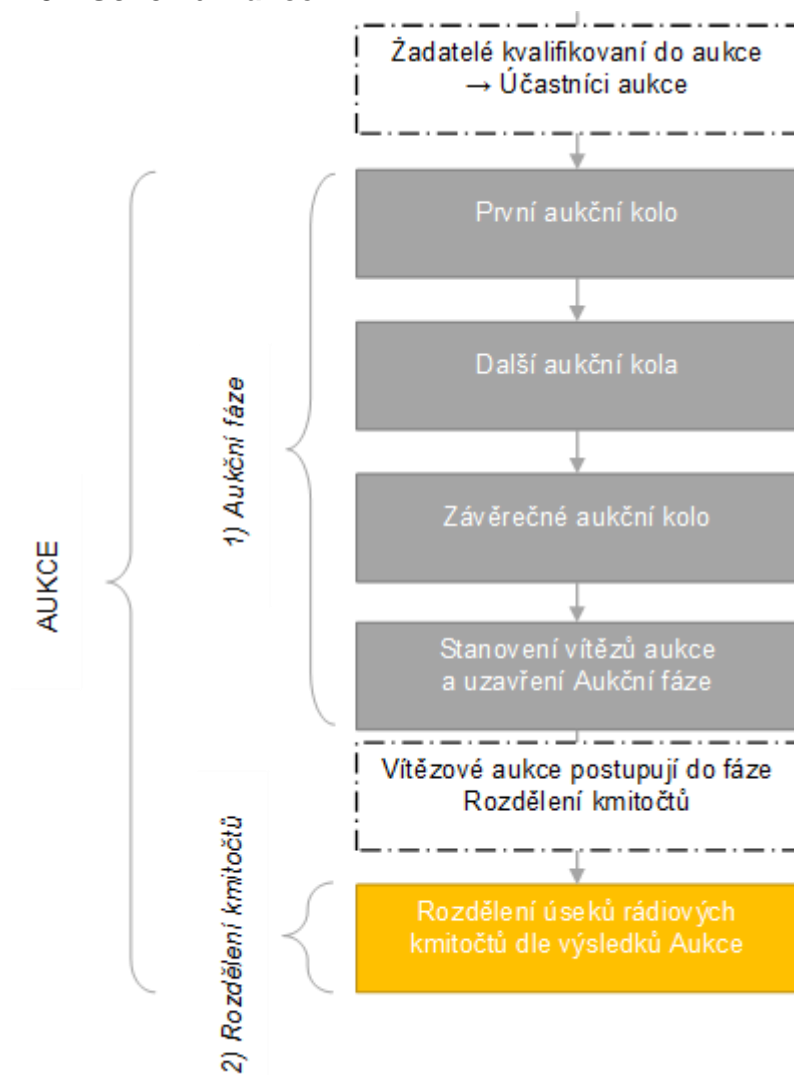 Žadatelé kvalifikovaní do aukce
→ Účastníci aukce
První aukční kolo
Další aukční kola
1) Aukční fáze
Závěrečné aukční kolo
AUKCE
Stanovení vítězů aukce
a uzavření Aukční fáze
Vítězové aukce postupují do fáze
Rozdělení kmitočtů
2) Rozdělení kmitočtů
Rozdělení úseků rádiových
kmitočtů dle výsledků Aukce